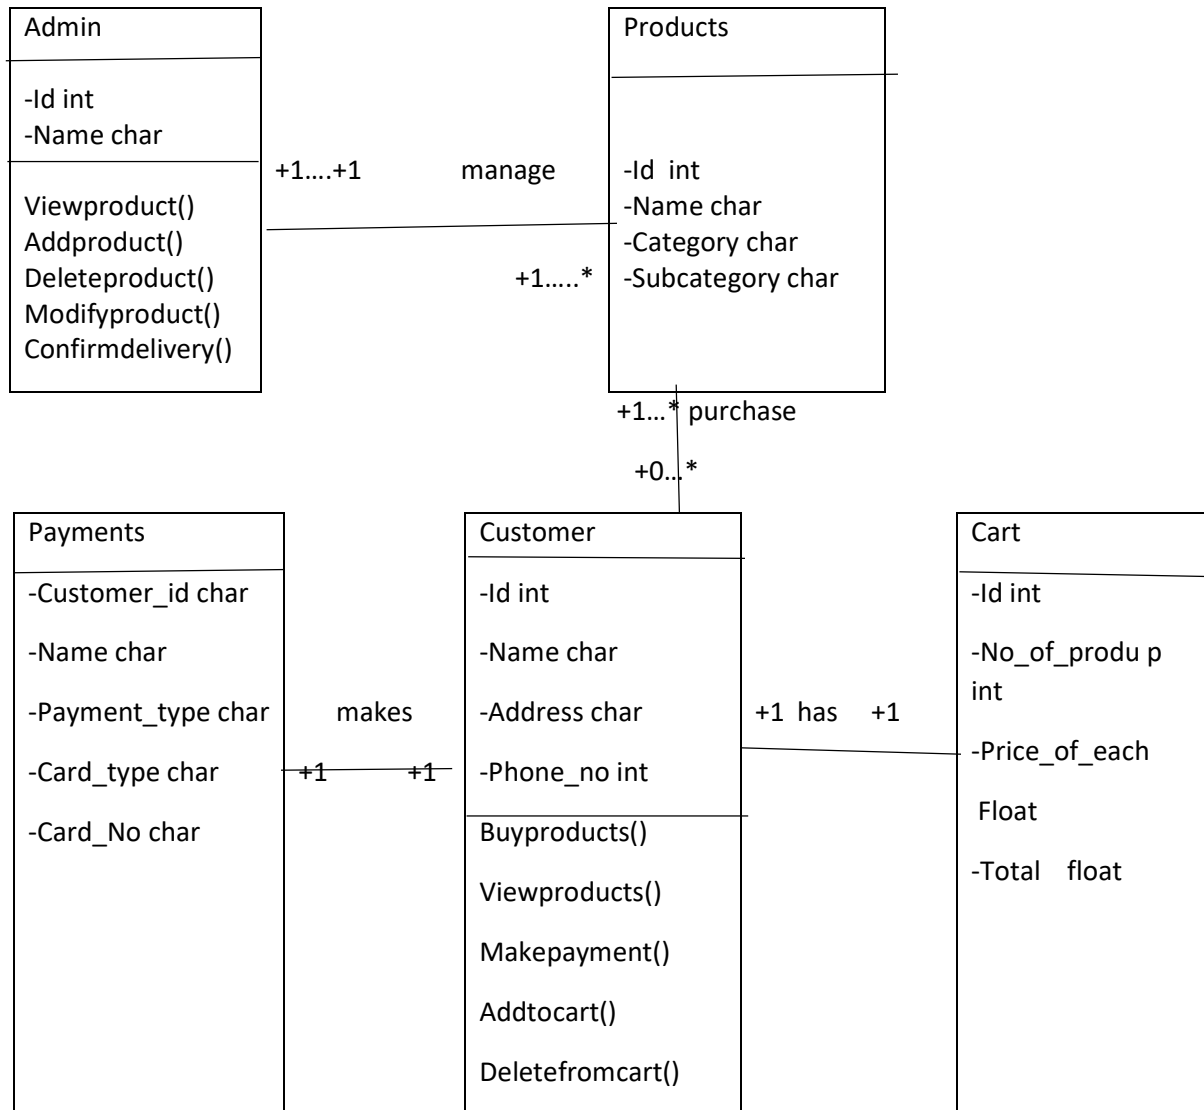 Admin
-Id int
-Name char
Viewproduct()
Addproduct()
Deleteproduct()
Modifyproduct()
Confirmdelivery()
+1….+1 manage
+1…..*
Products
-Id  int
-Name char
-Category char
-Subcategory char
+1…* purchase
+0…*
Payments
-Customer_id char
-Name char
-Payment_type char
-Card_type char
-Card_No char
makes
+1 +1
Customer
-Id int
-Name char
-Address char
-Phone_no int
Buyproducts()
Viewproducts()
Makepayment()
Addtocart()
Deletefromcart()
+1  has +1
Cart
-Id int
-No_of_produ p
int
-Price_of_each
Float
-Total    float